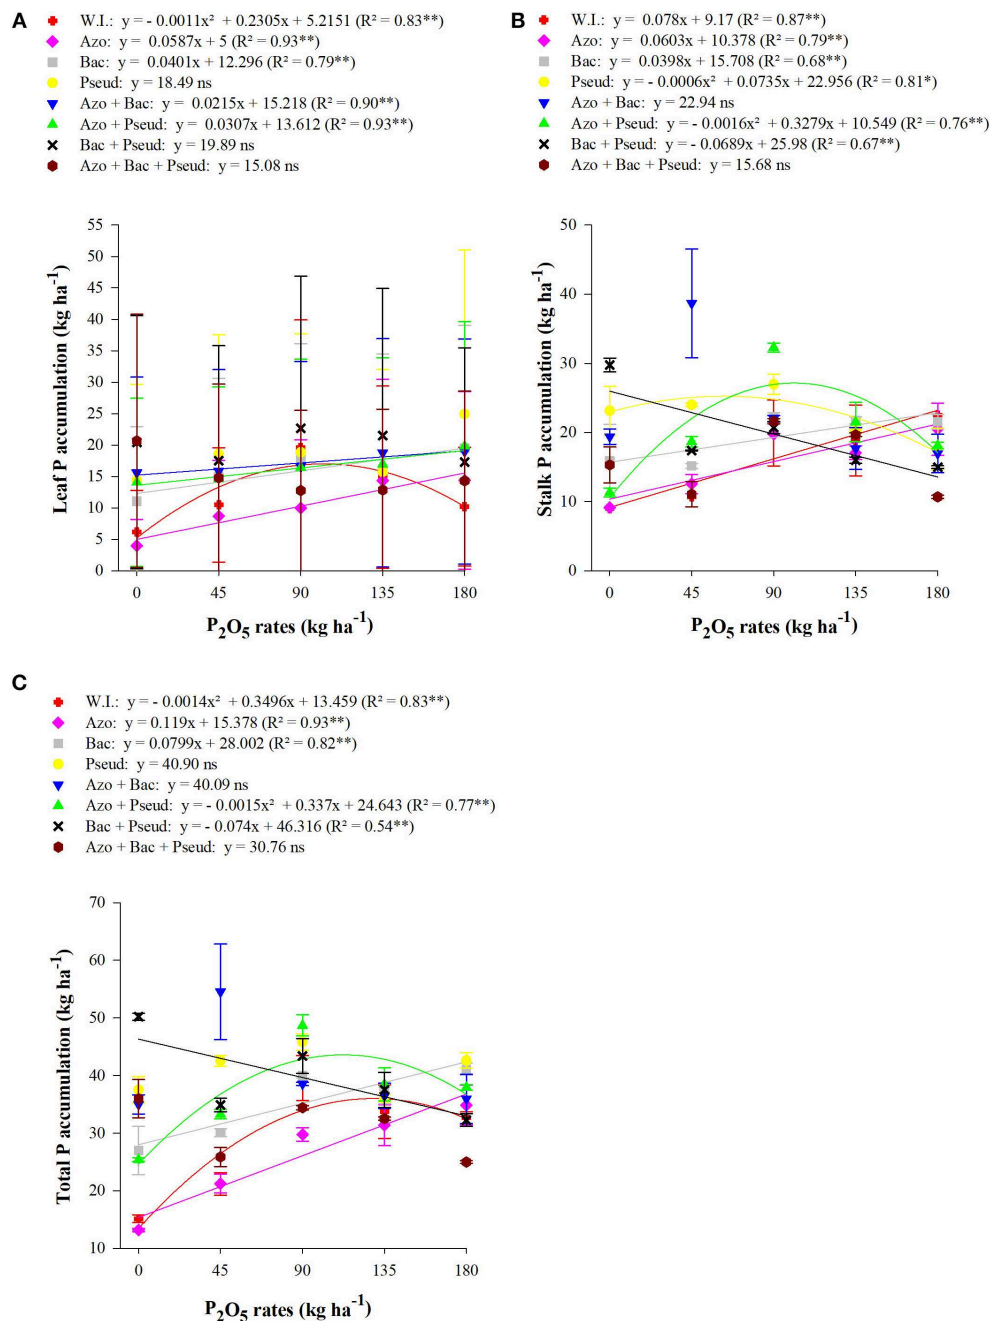 A
W.I.: y = - 0.0011x² + 0.2305x + 5.2151 (R² = 0.83**)
Azo: y = 0.0587x + 5 (R² = 0.93**)
Bac: y = 0.0401x + 12.296 (R² = 0.79**)
Pseud: y = 18.49 ns
Azo + Bac: y = 0.0215x + 15.218 (R² = 0.90**)
Azo + Pseud: y = 0.0307x + 13.612 (R² = 0.93**)
Bac + Pseud: y = 19.89 ns
Azo + Bac + Pseud: y = 15.08 ns
55
50
45
40
35
30
25
20
15
10
5
0
Leaf P accumulation (kg ha⁻¹)
0 45 90 135 180
P₂O₅ rates (kg ha⁻¹)
B
W.I.: y = 0.078x + 9.17 (R² = 0.87**)
Azo: y = 0.0603x + 10.378 (R² = 0.79**)
Bac: y = 0.0398x + 15.708 (R² = 0.68**)
Pseud: y = - 0.0006x² + 0.0735x + 22.956 (R² = 0.81*)
Azo + Bac: y = 22.94 ns
Azo + Pseud: y = - 0.0016x² + 0.3279x + 10.549 (R² = 0.76**)
Bac + Pseud: y = - 0.0689x + 25.98 (R² = 0.67**)
Azo + Bac + Pseud: y = 15.68 ns
50
40
30
20
10
0
Stalk P accumulation (kg ha⁻¹)
0 45 90 135 180
P₂O₅ rates (kg ha⁻¹)
C
W.I.: y = - 0.0014x² + 0.3496x + 13.459 (R² = 0.83**)
Azo: y = 0.119x + 15.378 (R² = 0.93**)
Bac: y = 0.0799x + 28.002 (R² = 0.82**)
Pseud: y = 40.90 ns
Azo + Bac: y = 40.09 ns
Azo + Pseud: y = - 0.0015x² + 0.337x + 24.643 (R² = 0.77**)
Bac + Pseud: y = - 0.074x + 46.316 (R² = 0.54**)
Azo + Bac + Pseud: y = 30.76 ns
70
60
50
40
30
20
10
Total P accumulation (kg ha⁻¹)
0 45 90 135 180
P₂O₅ rates (kg ha⁻¹)